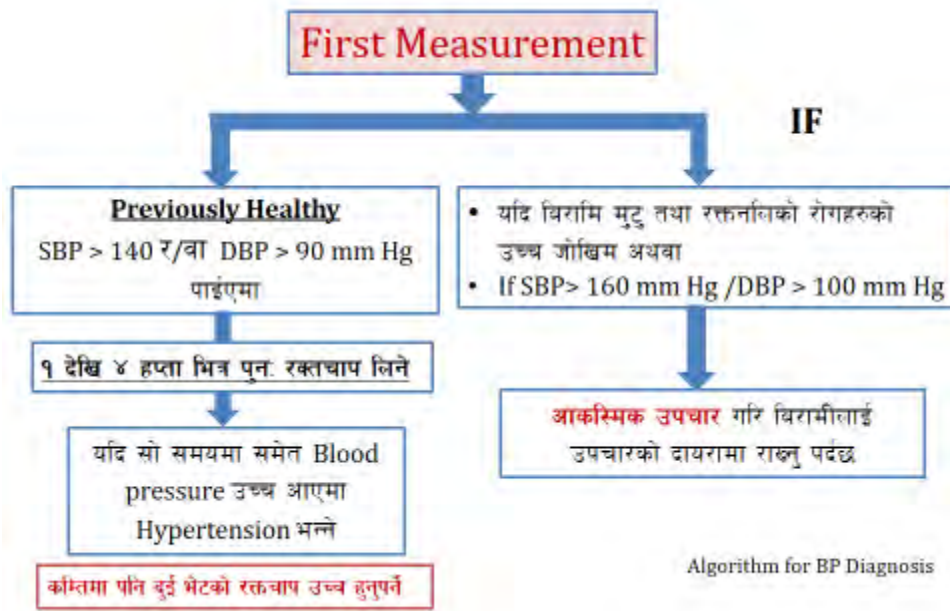 First Measurement
IF
Previously Healthy
SBP > 140 र/वा DBP > 90 mm Hg
पाईएमा
१ देखि ४ हप्ता भित्र पुन: रक्तचाप लिने
यदि सो समयमा समेत Blood
pressure उच्च आएमा
Hypertension भन्ने
कम्तिमा पनि दुई भेटको रक्तचाप उच्च हुनुपर्ने
• यदि बिरामि मुटु तथा रक्तनलिको रोगहरुको
उच्च जोखिम अथवा
• If SBP> 160 mm Hg /DBP > 100 mm Hg
आकस्मिक उपचार गरि बिरामीलाई
उपचारको दायरामा राख्नु पर्दछ
Algorithm for BP Diagnosis